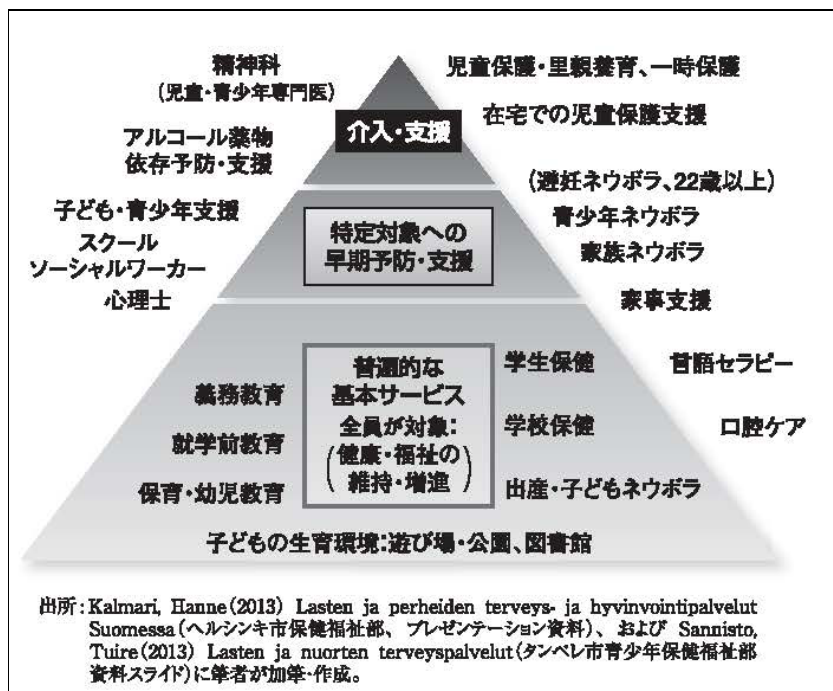 精神科
(児童・青少年専門医)
児童保護・里親養育、一時保護
介入・支援
在宅での児童保護支援
アルコール薬物
依存予防・支援
(避妊ネウボラ、22歳以上)
子ども・青少年支援
特定対象への
早期予防・支援
青少年ネウボラ
スクール
ソーシャルワーカー
家族ネウボラ
心理士
家事支援
普遍的な
基本サービス
全員が対象:
(健康・福祉の
維持・増進)
学生保健
言語セラピー
義務教育
学校保健
口腔ケア
就学前教育
保育・幼児教育
出産・子どもネウボラ
子どもの生育環境:遊び場・公園、図書館
出所:Kalmari, Hanne(2013) Lasten ja perheiden terveys- ja hyvinvointipalvelut
Suomessa(ヘルシンキ市保健福祉部、プレゼンテーション資料)、および Sannisto,
Tuire(2013) Lasten ja nuorten terveyspalvelut(タンペレ市青少年保健福祉部
資料スライド)に筆者が加筆・作成。